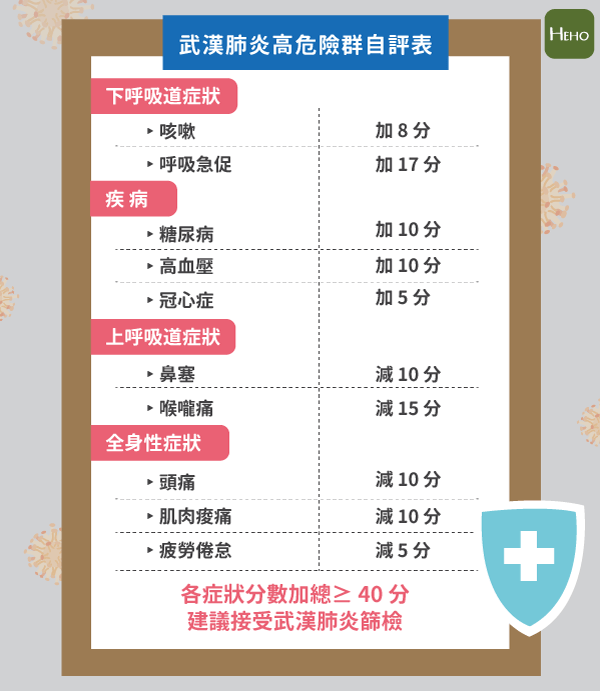 武漢肺炎高危險群自評表
HEHO
下呼吸道症狀
▸ 咳嗽 加 8 分
▸ 呼吸急促 加 17 分
疾 病
▸ 糖尿病 加 10 分
▸ 高血壓 加 10 分
▸ 冠心症 加 5 分
上呼吸道症狀
▸ 鼻塞 減 10 分
▸ 喉嚨痛 減 15 分
全身性症狀
▸ 頭痛 減 10 分
▸ 肌肉痠痛 減 10 分
▸ 疲勞倦怠 減 5 分
各症狀分數加總≥ 40 分
建議接受武漢肺炎篩檢